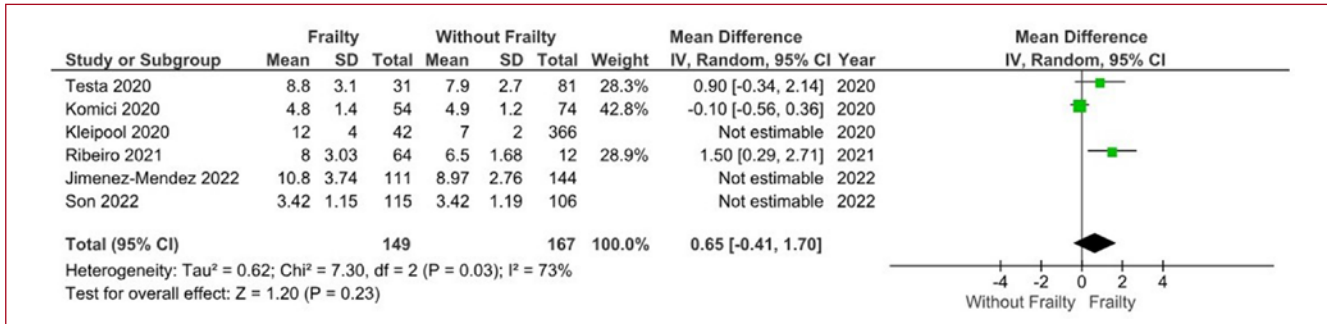 Frailty Without Frailty Mean Difference Mean Difference
Study or Subgroup Mean SD Total Mean SD Total Weight IV, Random, 95% CI Year IV, Random, 95% CI
Testa 2020 8.8 3.1 31 7.9 2.7 81 28.3% 0.90 [-0.34, 2.14] 2020
Komici 2020 4.8 1.4 54 4.9 1.2 74 42.8% -0.10 [-0.56, 0.36] 2020
Kleipool 2020 12 4 42 7 2 366 Not estimable 2020
Ribeiro 2021 8 3.03 64 6.5 1.68 12 28.9% 1.50 [0.29, 2.71] 2021
Jimenez-Mendez 2022 10.8 3.74 111 8.97 2.76 144 Not estimable 2022
Son 2022 3.42 1.15 115 3.42 1.19 106 Not estimable 2022
Total (95% CI) 149 167 100.0% 0.65 [-0.41, 1.70]
Heterogeneity: Tau² = 0.62; Chi² = 7.30, df = 2 (P = 0.03); I² = 73%
Test for overall effect: Z = 1.20 (P = 0.23)
-4 -2 0 2 4
Without Frailty Frailty